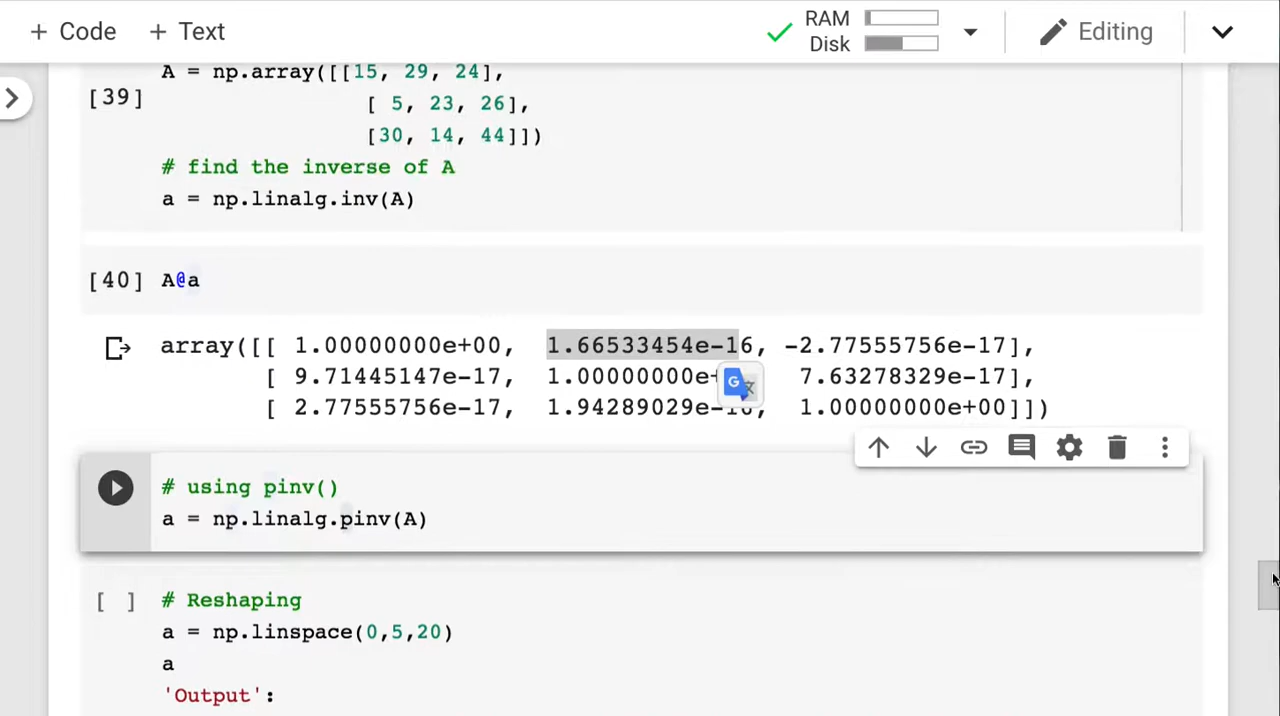 + Code + Text
RAM
Disk
Editing
A = np.array([[15, 29, 24],
[39]
[ 5, 23, 26],
[30, 14, 44]])
# find the inverse of A
a = np.linalg.inv(A)
[40] A@a
array([[ 1.00000000e+00, 1.66533454e-16, -2.77555756e-17],
[ 9.71445147e-17, 1.00000000e+ 7.63278329e-17],
[ 2.77555756e-17, 1.94289029e-16, 1.00000000e+00]])
# using pinv()
a = np.linalg.pinv(A)
[ ] # Reshaping
a = np.linspace(0,5,20)
a
'Output':